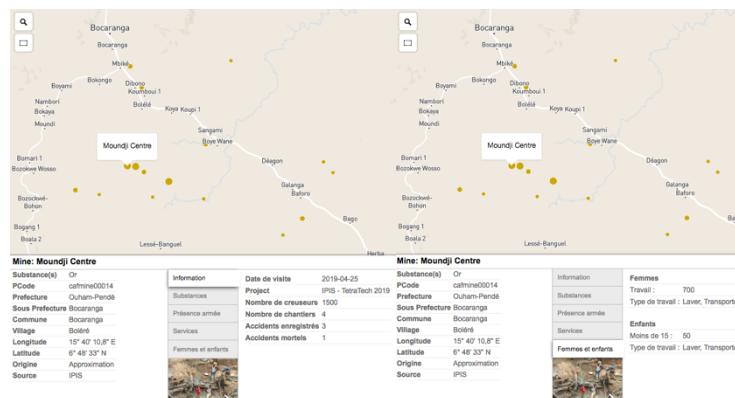 Bocaranga
Bocaranga
Mbiké
Boyami
Bokongo
Dibono
Koumboui 1
Nambori
Bokaya
Bolélé
Koya Koupi 1
Moundi
Sangami
Boye Wane
Moundji Centre
Bomari 1
Bozokwe Wosso
Déagon
Galanga
Baforo
Bozokwé-
Bohon
Bogang 1
Boala 2
Bago
Lessé-Banguel
Herba
Mine: Moundji Centre
Substance(s) Or
PCode cafmine00014
Prefecture Ouham-Pendé
Sous Prefecture Bocaranga
Commune Bocaranga
Village Boléré
Longitude 15° 40' 10,8" E
Latitude 6° 48' 33" N
Origine Approximation
Source IPIS
Information
Substances
Présence armée
Services
Femmes et enfants
Date de visite 2019-04-25
Project IPIS - TetraTech 2019
Nombre de creuseurs 1500
Nombre de chantiers 4
Accidents enregistrés 3
Accidents mortels 1
Bocaranga
Bocaranga
Mbiké
Boyami
Bokongo
Dibono
Koumboui 1
Nambori
Bokaya
Bolélé
Koya Koupi 1
Moundi
Sangami
Boye Wane
Moundji Centre
Bomari 1
Bozokwe Wosso
Déagon
Galanga
Baforo
Bozokwé-
Bohon
Bogang 1
Boala 2
Ba
Lessé-Banguel
Mine: Moundji Centre
Substance(s) Or
PCode cafmine00014
Prefecture Ouham-Pendé
Sous Prefecture Bocaranga
Commune Bocaranga
Village Boléré
Longitude 15° 40' 10,8" E
Latitude 6° 48' 33" N
Origine Approximation
Source IPIS
Information
Substances
Présence armée
Services
Femmes et enfants
Femmes
Travail : 700
Type de travail : Laver, Transporte
Enfants
Moins de 15 : 50
Type de travail : Laver, Transporte